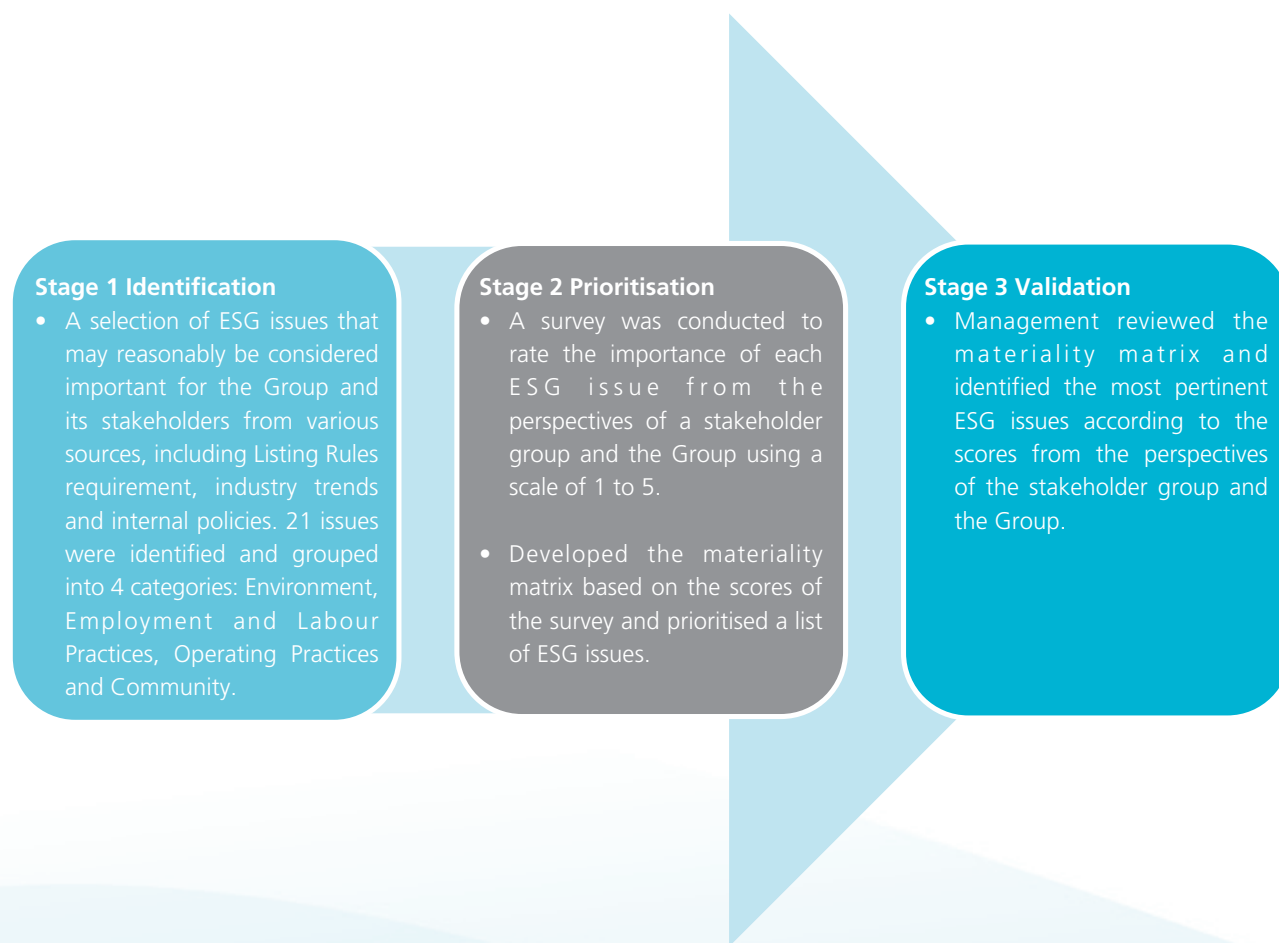 Stage 1 Identification
• A selection of ESG issues that
may reasonably be considered
important for the Group and
its stakeholders from various
sources, including Listing Rules
requirement, industry trends
and internal policies. 21 issues
were identified and grouped
into 4 categories: Environment,
Employment and Labour
Practices, Operating Practices
and Community.
Stage 2 Prioritisation
• A survey was conducted to
rate the importance of each
ESG issue from the
perspectives of a stakeholder
group and the Group using a
scale of 1 to 5.
• Developed the materiality
matrix based on the scores of
the survey and prioritised a list
of ESG issues.
Stage 3 Validation
• Management reviewed the
materiality matrix and
identified the most pertinent
ESG issues according to the
scores from the perspectives
of the stakeholder group and
the Group.